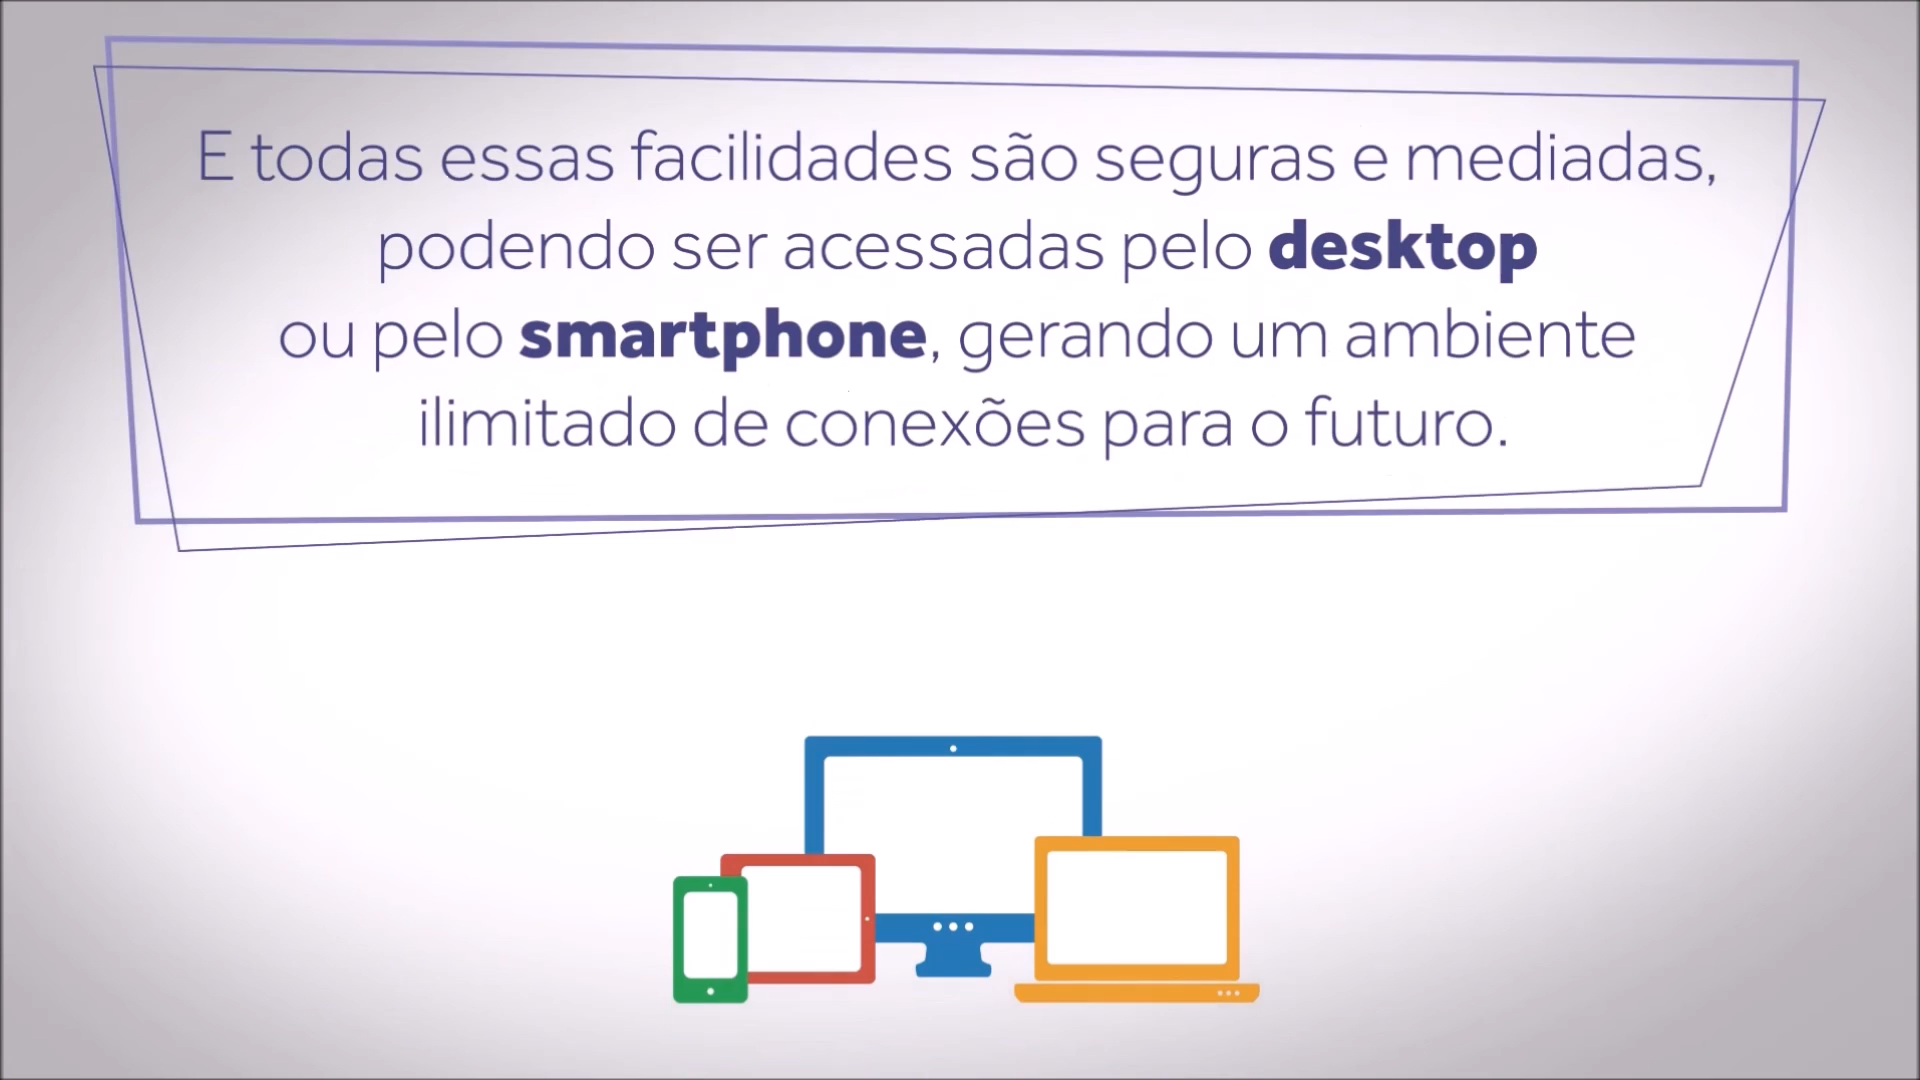 E todas essas facilidades são seguras e mediadas,
podendo ser acessadas pelo desktop
ou pelo smartphone, gerando um ambiente
ilimitado de conexões para o futuro.